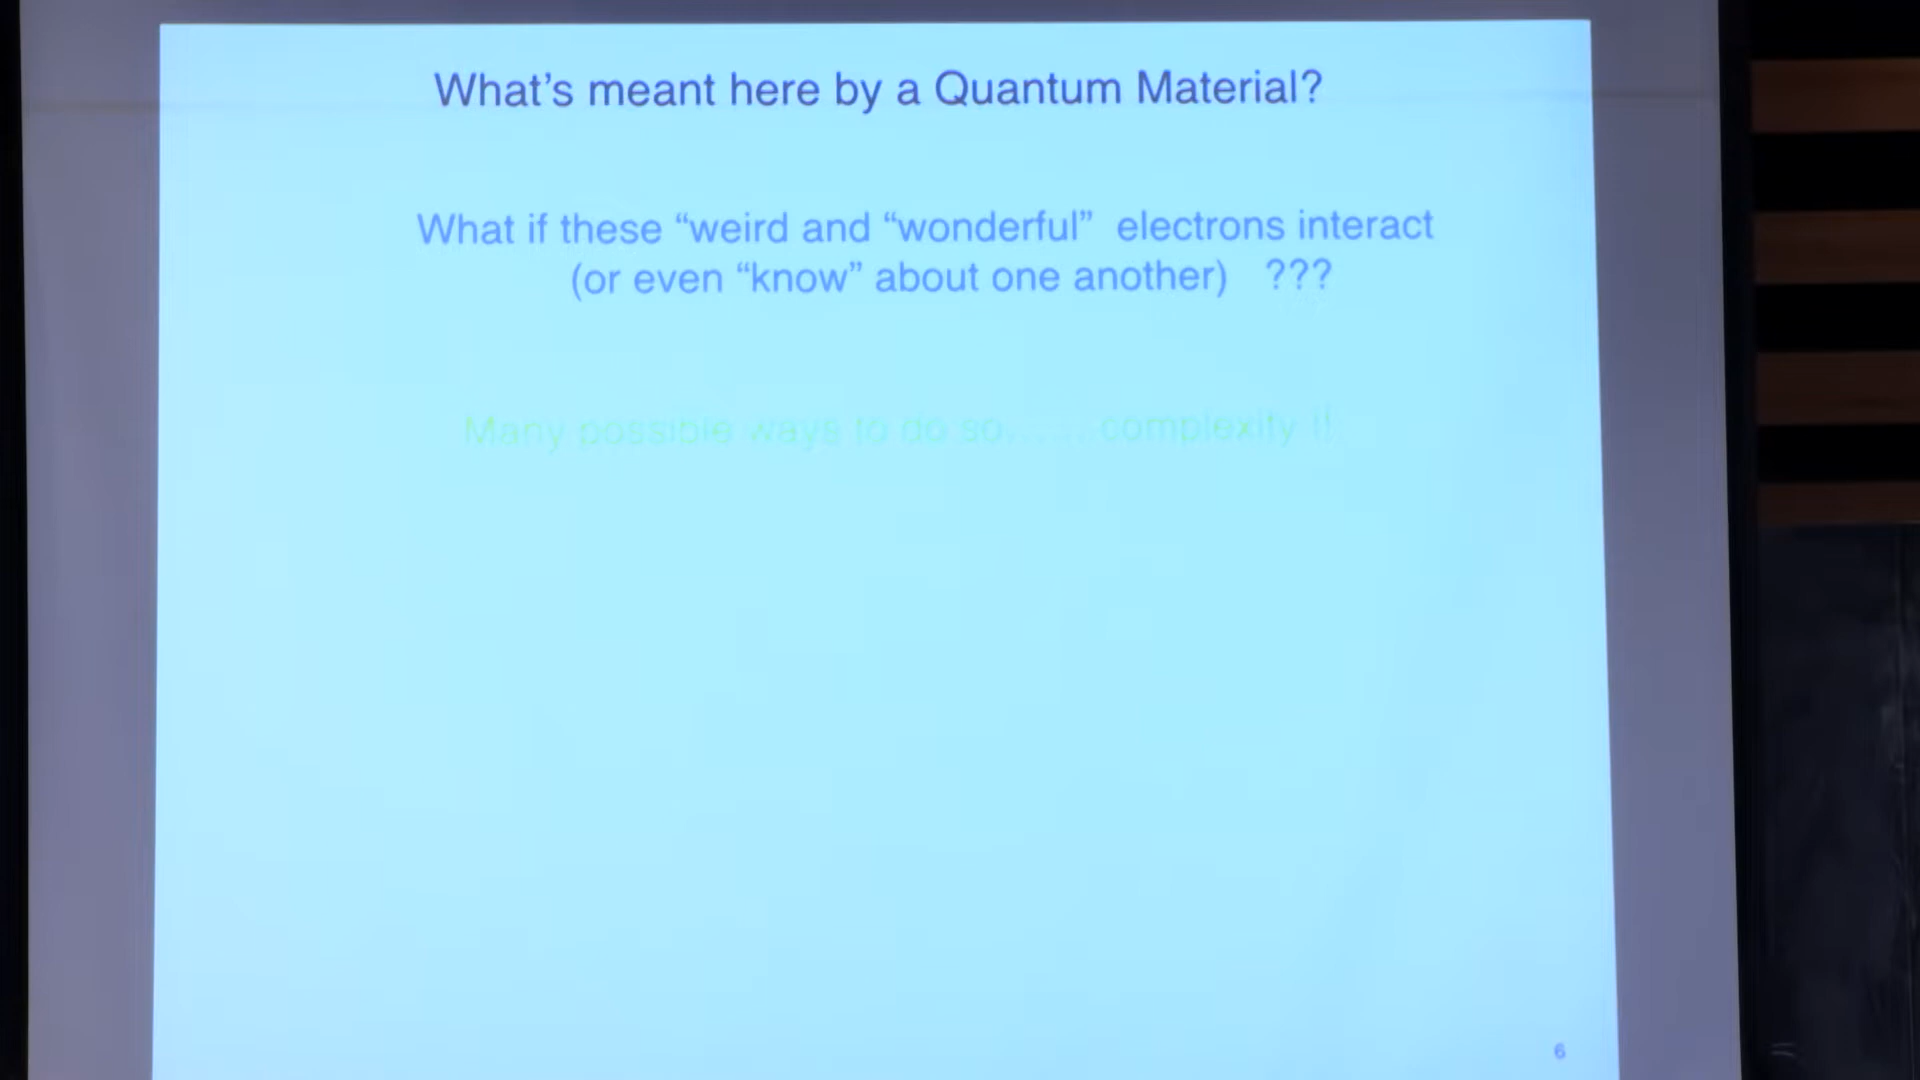 What's meant here by a Quantum Material?
What if these “weird and “wonderful” electrons interact
(or even “know” about one another) ???
Many possible ways to do so..... complexity !!
6